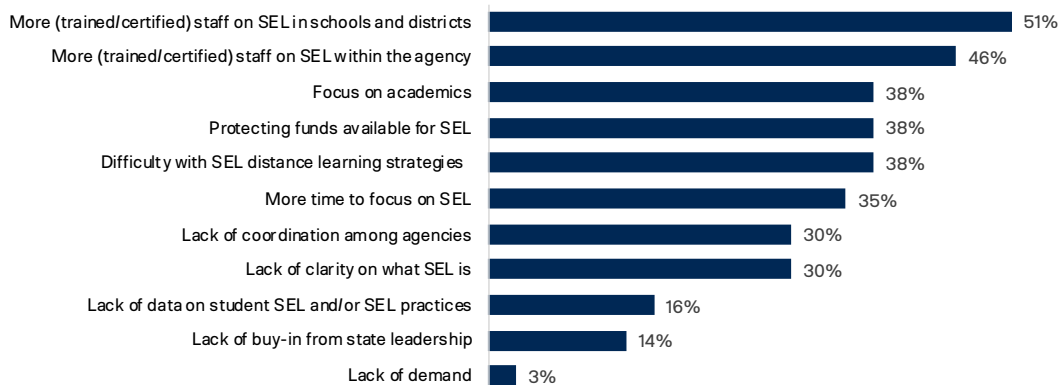 More (trained/certified) staff on SEL in schools and districts 51%
More (trained/certified) staff on SEL within the agency 46%
Focus on academics 38%
Protecting funds available for SEL 38%
Difficulty with SEL distance learning strategies 38%
More time to focus on SEL 35%
Lack of coordination among agencies 30%
Lack of clarity on what SEL is 30%
Lack of data on student SEL and/or SEL practices 16%
Lack of buy-in from state leadership 14%
Lack of demand 3%